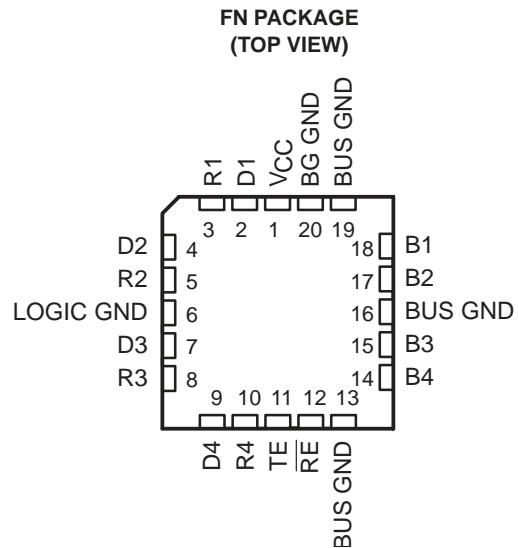 FN PACKAGE
(TOP VIEW)
R1
D1
VCC
BG GND
BUS GND
3
2
1
20
19
D2 4
R2 5
LOGIC GND 6
D3 7
R3 8
18 B1
17 B2
16 BUS GND
15 B3
14 B4
9
10
11
12
13
D4
R4
TE
RE
BUS GND